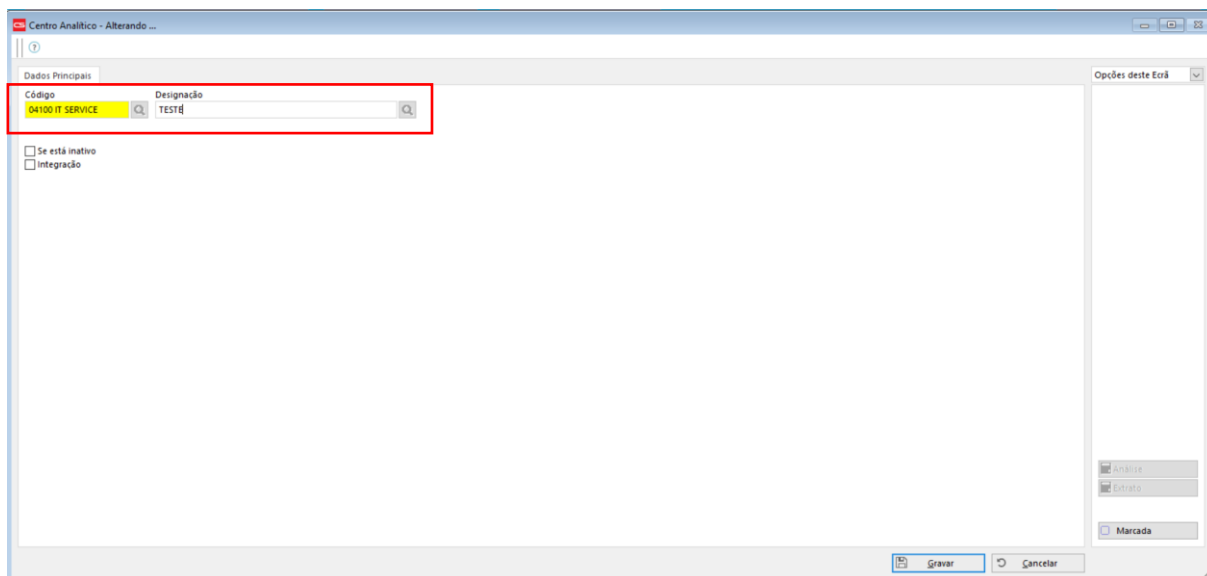 CS Centro Analítico - Alterando ...
Dados Principais
Opções deste Ecrã
Código Designação
04100 IT SERVICE TESTE
Se está inativo
Integração
Análise
Extrato
Marcada
Gravar Cancelar